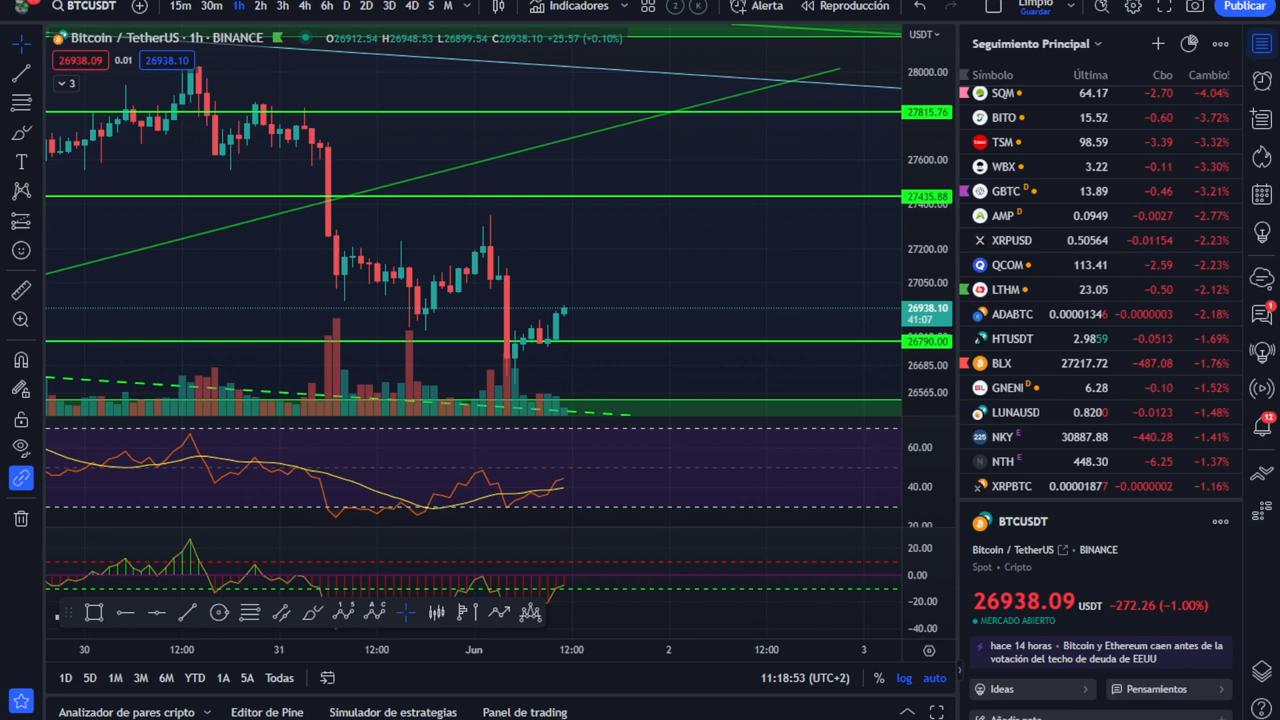 BTCUSDT 15m 30m 1h 2h 3h 4h 6h D 2D 3D 4D 5D S M Indicadores 2 K Alerta Reproducción Limpio Guardar Publicar
Bitcoin / TetherUS · 1h · BINANCE O26912.54 H26948.53 L26899.54 C26938.10 +25.57 (+0.10%)
26938.09 0.01 26938.10
3
USDT
28000.00
27815.76
27600.00
27435.88
27400.00
27200.00
27050.00
26938.10
41:07
26790.00
26685.00
26565.00
60.00
40.00
20.00
20.00
0.00
-20.00
-40.00
30 12:00 31 12:00 Jun 12:00 2 12:00 3
1D 5D 1M 3M 6M YTD 1A 5A Todas 11:18:53 (UTC+2) % log auto
Analizador de pares cripto Editor de Pine Simulador de estrategias Panel de trading
Seguimiento Principal
Símbolo Última Cbo Cambio%
SQM 64.17 −2.70 −4.04%
BITO 15.52 −0.60 −3.72%
TSM 98.59 −3.39 −3.32%
WBX 3.22 −0.11 −3.30%
GBTC D 13.89 −0.46 −3.21%
AMP D 0.0949 −0.0027 −2.77%
XRPUSD 0.50564 −0.01154 −2.23%
QCOM 113.41 −2.59 −2.23%
LTHM 23.05 −0.50 −2.12%
ADABTC 0.00001346 −0.0000003 −2.18%
HTUSDT 2.9859 −0.0513 −1.69%
BLX 27217.72 −487.08 −1.76%
GNENI D 6.28 −0.10 −1.52%
LUNAUSD 0.8200 −0.0123 −1.48%
NKY E 30887.88 −440.28 −1.41%
NTH E 448.30 −6.25 −1.37%
XRPBTC 0.00001877 −0.0000002 −1.16%
BTCUSDT
Bitcoin / TetherUS · BINANCE
Spot · Cripto
26938.09 USDT −272.26 (−1.00%)
MERCADO ABIERTO
hace 14 horas · Bitcoin y Ethereum caen antes de la
votación del techo de deuda de EEUU
Ideas Pensamientos
1
12